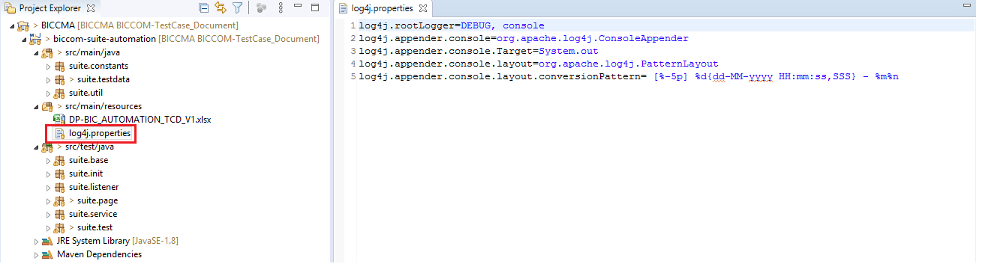 Project Explorer
BICCMA [BICCMA BICCOM-TestCase_Document]
biccom-suite-automation [BICCMA BICCOM-TestCase_Document]
> src/main/java
suite.constants
> suite.testdata
suite.util
> src/main/resources
DP-BIC_AUTOMATION_TCD_V1.xlsx
log4j.properties
> src/test/java
suite.base
suite.init
suite.listener
> suite.page
suite.service
> suite.test
JRE System Library [JavaSE-1.8]
Maven Dependencies
log4j.properties
1 log4j.rootLogger=DEBUG, console
2 log4j.appender.console=org.apache.log4j.ConsoleAppender
3 log4j.appender.console.Target=System.out
4 log4j.appender.console.layout=org.apache.log4j.PatternLayout
5 log4j.appender.console.layout.conversionPattern= [%-5p] %d{dd-MM-yyyy HH:mm:ss,SSS} - %m%n